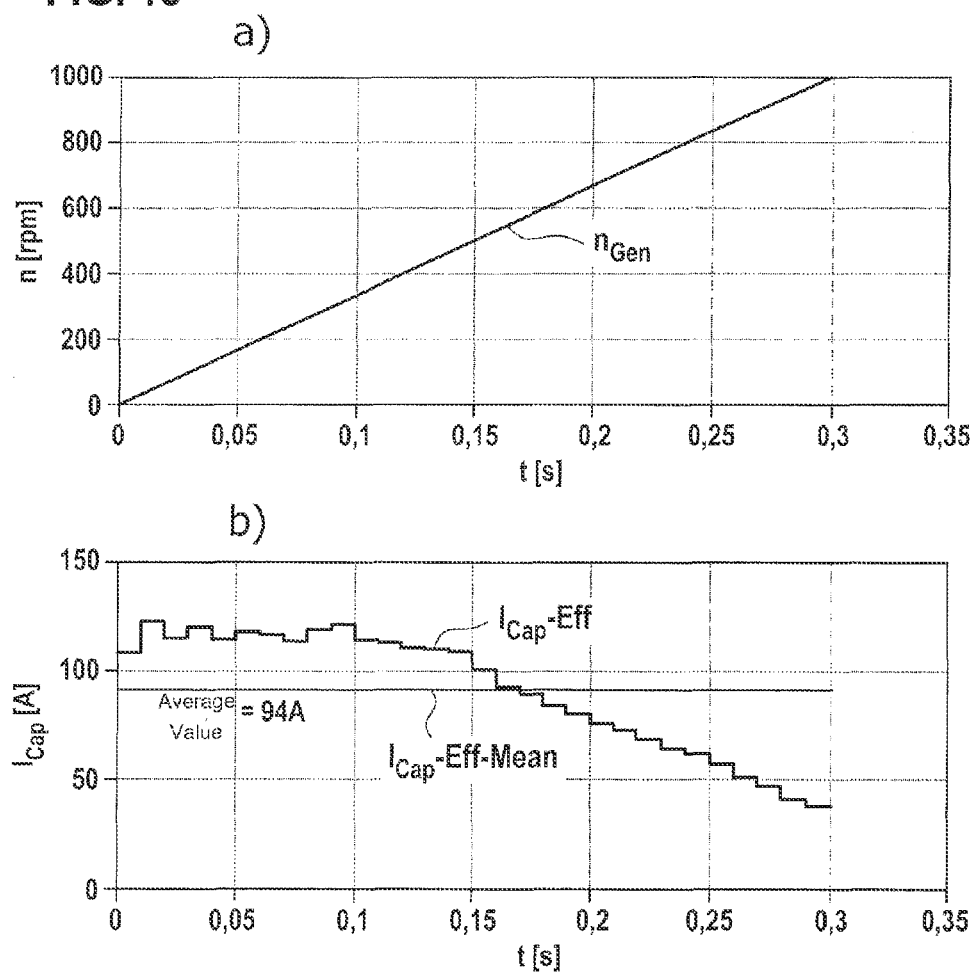 a)
1000
800
600
400
200
0
n [rpm]
n_Gen
0 0,05 0,1 0,15 0,2 0,25 0,3 0,35
t [s]
b)
150
100
50
0
I_Cap [A]
I_Cap-Eff
Average
Value = 94A
I_Cap-Eff-Mean
0 0,05 0,1 0,15 0,2 0,25 0,3 0,35
t [s]